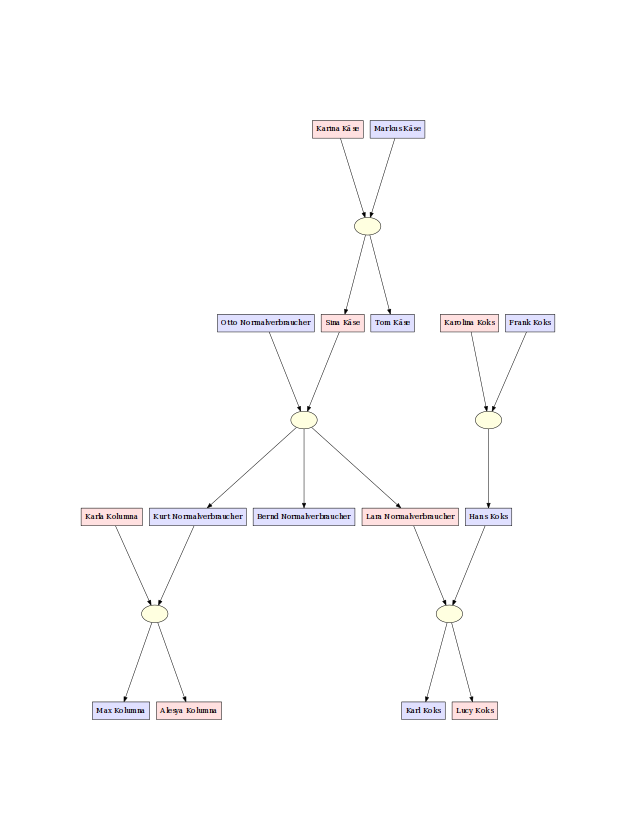 Karina Käse
Markus Käse
Otto Normalverbraucher
Sina Käse
Tom Käse
Karolina Koks
Frank Koks
Karla Kolumna
Kurt Normalverbraucher
Bernd Normalverbraucher
Lara Normalverbraucher
Hans Koks
Max Kolumna
Alesya Kolumna
Karl Koks
Lucy Koks